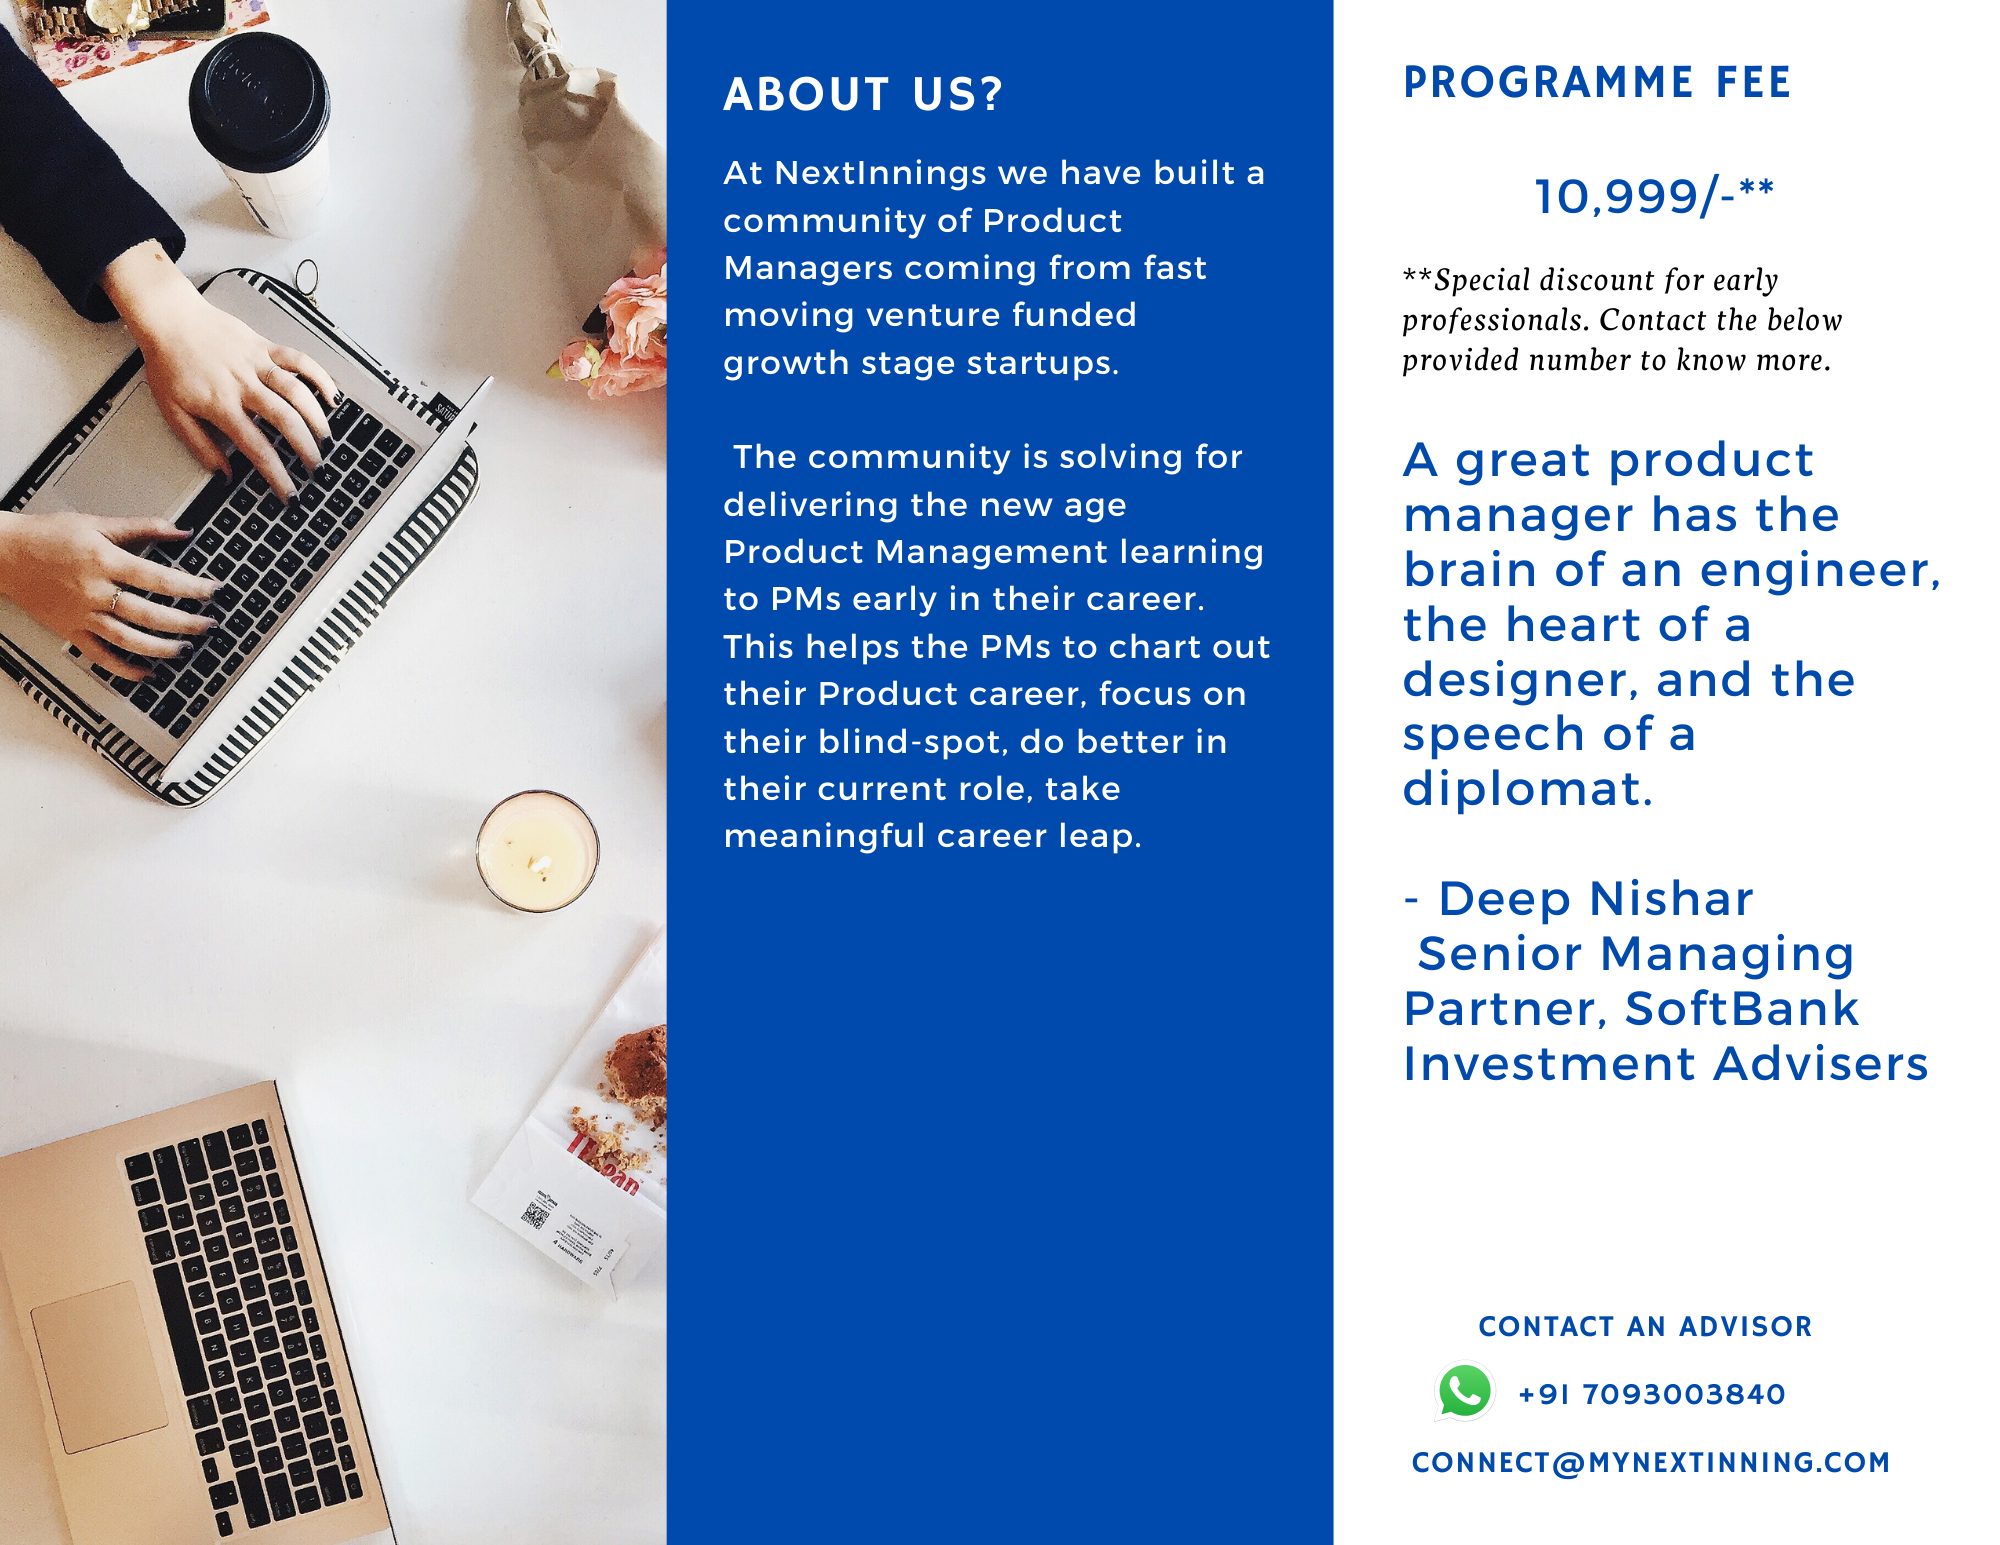 ABOUT US?
At NextInnings we have built a
community of Product
Managers coming from fast
moving venture funded
growth stage startups.
The community is solving for
delivering the new age
Product Management learning
to PMs early in their career.
This helps the PMs to chart out
their Product career, focus on
their blind-spot, do better in
their current role, take
meaningful career leap.
PROGRAMME FEE
10,999/-**
**Special discount for early
professionals. Contact the below
provided number to know more.
A great product
manager has the
brain of an engineer,
the heart of a
designer, and the
speech of a
diplomat.
- Deep Nishar
Senior Managing
Partner, SoftBank
Investment Advisers
CONTACT AN ADVISOR
+91 7093003840
CONNECT@MYNEXTINNING.COM